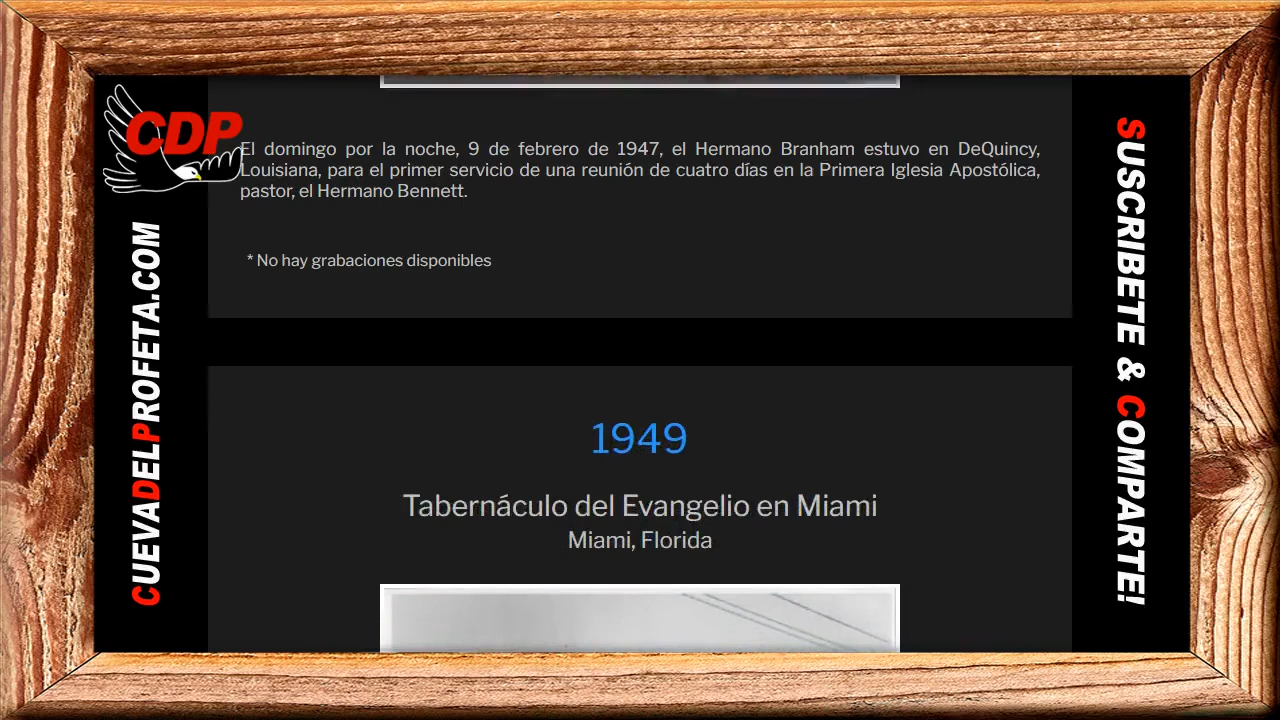 CDP
El domingo por la noche, 9 de febrero de 1947, el Hermano Branham estuvo en DeQuincy,
Louisiana, para el primer servicio de una reunión de cuatro días en la Primera Iglesia Apostólica,
pastor, el Hermano Bennett.
* No hay grabaciones disponibles
1949
Tabernáculo del Evangelio en Miami
Miami, Florida
CUEVADELPROFETA.COM
SUSCRIBETE & COMPARTE!